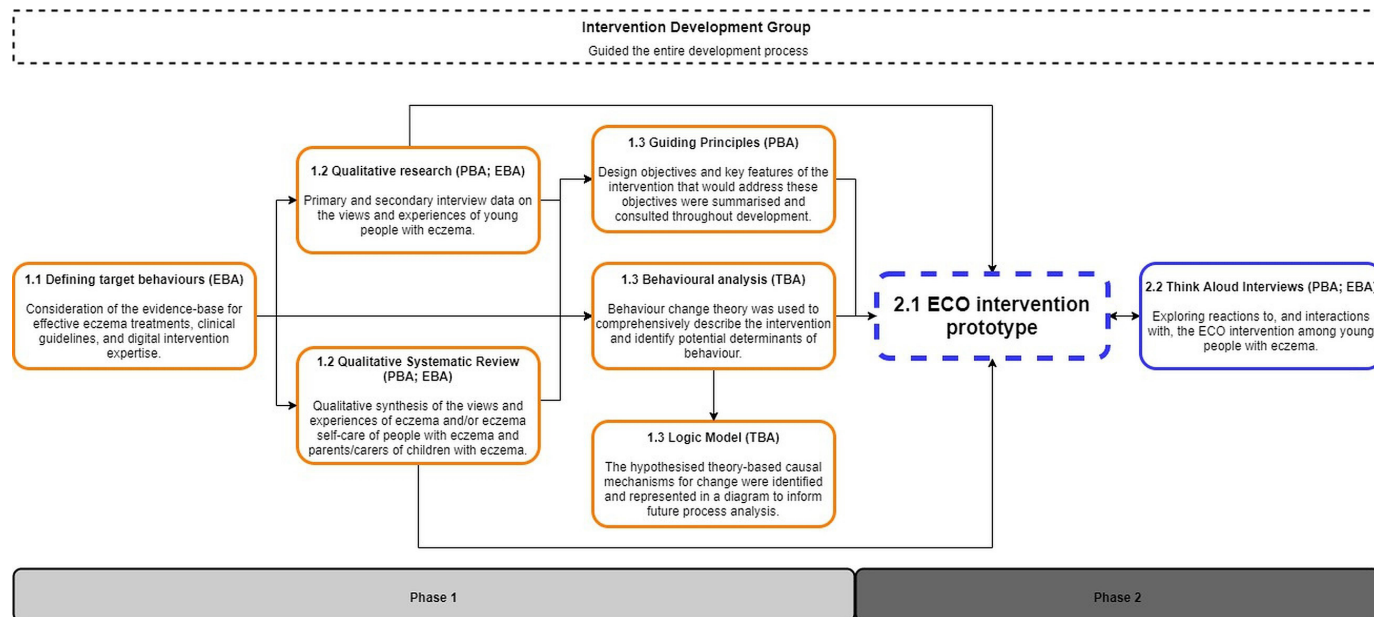 Intervention Development Group
Guided the entire development process
1.2 Qualitative research (PBA; EBA)
Primary and secondary interview data on
the views and experiences of young
people with eczema.
1.3 Guiding Principles (PBA)
Design objectives and key features of the
intervention that would address these
objectives were summarised and
consulted throughout development.
1.1 Defining target behaviours (EBA)
Consideration of the evidence-base for
effective eczema treatments, clinical
guidelines, and digital intervention
expertise.
1.3 Behavioural analysis (TBA)
Behaviour change theory was used to
comprehensively describe the intervention
and identify potential determinants of
behaviour.
2.1 ECO intervention
prototype
2.2 Think Aloud Interviews (PBA; EBA)
Exploring reactions to, and interactions
with, the ECO intervention among young
people with eczema.
1.2 Qualitative Systematic Review
(PBA; EBA)
Qualitative synthesis of the views and
experiences of eczema and/or eczema
self-care of people with eczema and
parents/carers of children with eczema.
1.3 Logic Model (TBA)
The hypothesised theory-based causal
mechanisms for change were identified
and represented in a diagram to inform
future process analysis.
Phase 1
Phase 2